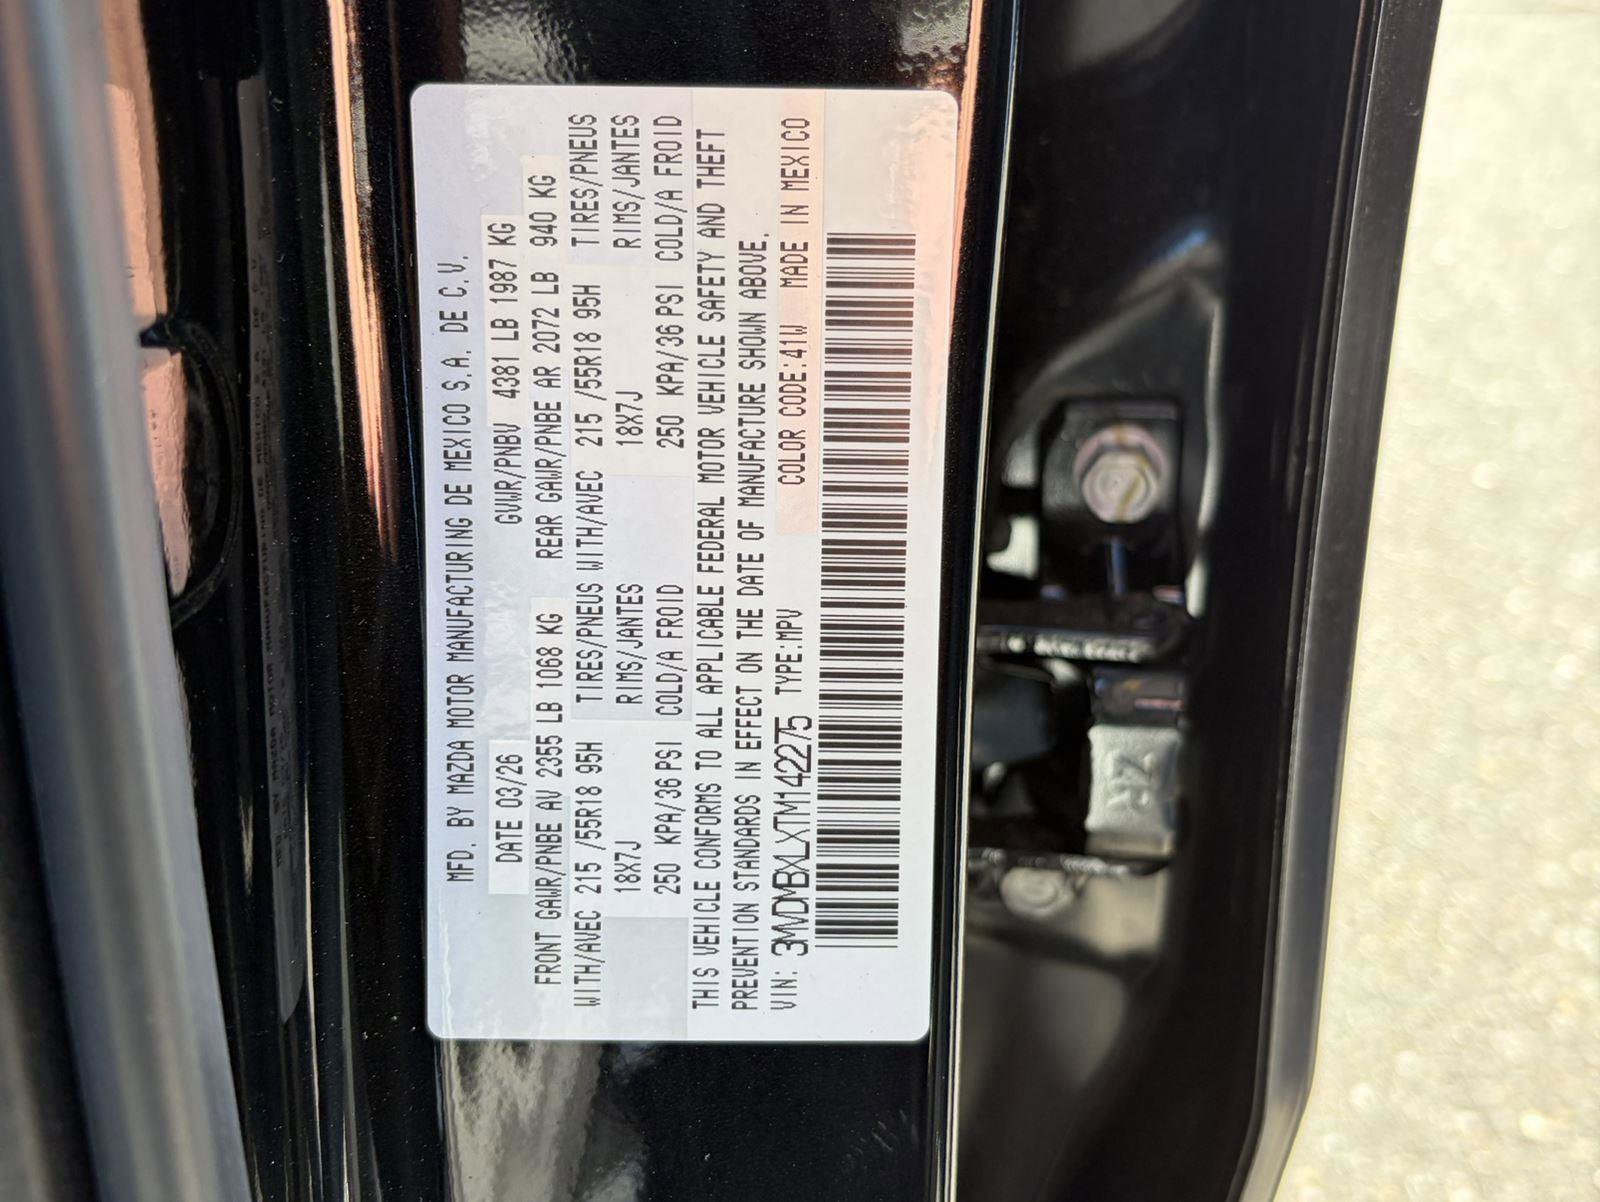 MFD. BY MAZDA MOTOR MANUFACTURING DE MEXICO S.A. DE C.V.
DATE 03/26 GVWR/PNBV 4381 LB 1987 KG
FRONT GAWR/PNBE AV 2355 LB 1068 KG REAR GAWR/PNBE AR 2072 LB 940 KG
WITH/AVEC 215 /55R18 95H TIRES/PNEUS WITH/AVEC 215 /55R18 95H TIRES/PNEUS
18X7J RIMS/JANTES 18X7J RIMS/JANTES
250 KPA/36 PSI COLD/A FROID 250 KPA/36 PSI COLD/A FROID
THIS VEHICLE CONFORMS TO ALL APPLICABLE FEDERAL MOTOR VEHICLE SAFETY AND THEFT
PREVENTION STANDARDS IN EFFECT ON THE DATE OF MANUFACTURE SHOWN ABOVE.
VIN: 3MVDMBXLXTM142275 TYPE:MPV COLOR CODE:41W MADE IN MEXICO